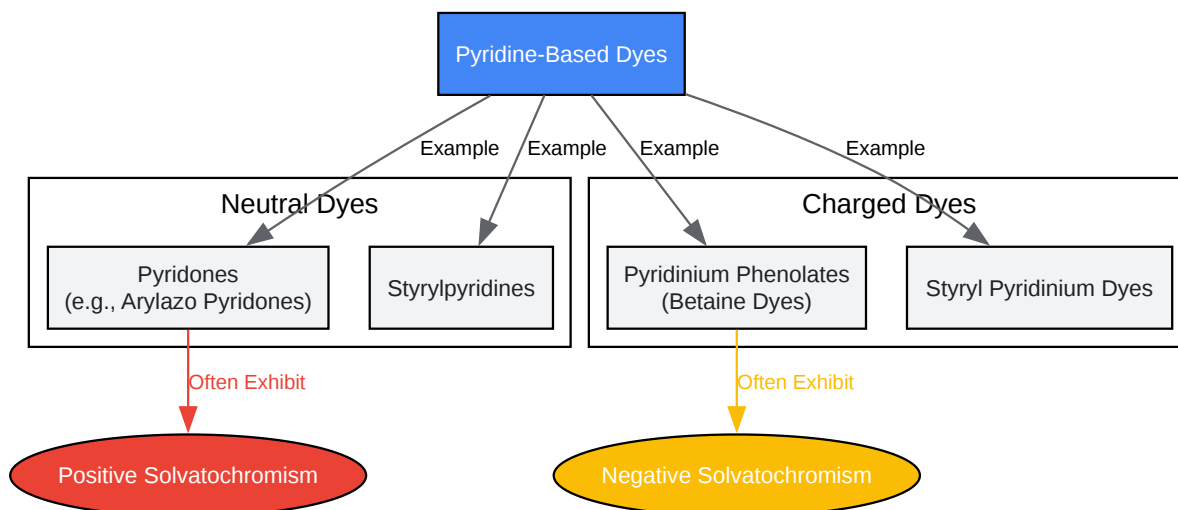 Pyridine-Based Dyes
Example
Example
Example
Example
Neutral Dyes
Charged Dyes
Pyridones
(e.g., Arylazo Pyridones)
Styrylpyridines
Pyridinium Phenolates
(Betaine Dyes)
Styryl Pyridinium Dyes
Often Exhibit
Often Exhibit
Positive Solvatochromism
Negative Solvatochromism